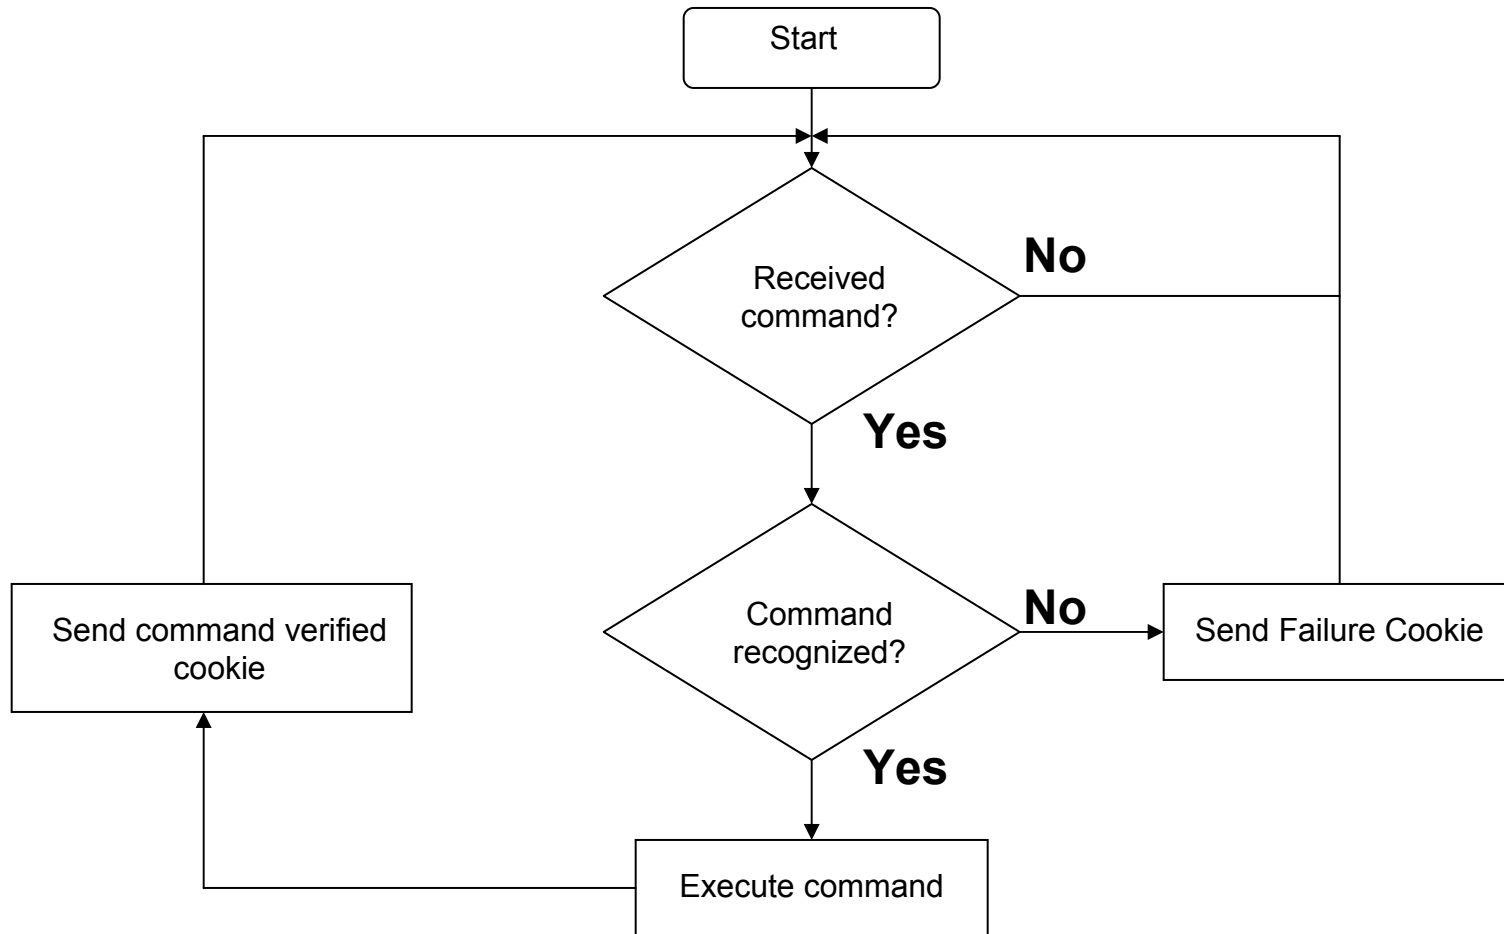 Start
Received
command?
No
Yes
Command
recognized?
No
Send Failure Cookie
Send command verified
cookie
Yes
Execute command